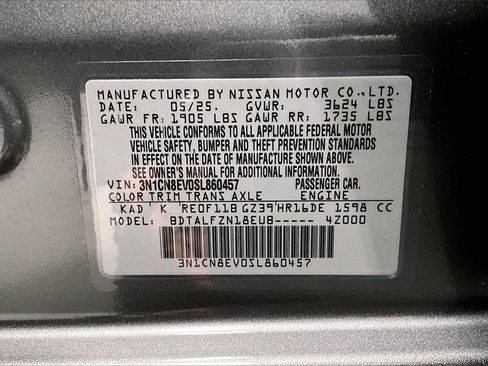 MANUFACTURED BY NISSAN MOTOR CO.,LTD.
DATE: 05/25. GVWR: 3624 LBS
GAWR FR: 1905 LBS GAWR RR: 1735 LBS
THIS VEHICLE CONFORMS TO ALL APPLICABLE FEDERAL MOTOR
VEHICLE SAFETY, BUMPER AND THEFT PREVENTION STANDARDS
IN EFFECT ON THE DATE OF MANUFACTURE SHOWN ABOVE.
SEE OWNER'S MANUAL FOR ADDITIONAL INFORMATION.
VIN: 3N1CN8EV0SL860457 PASSENGER CAR.
COLOR TRIM TRANS AXLE ENGINE
KAD ' K 'RE0F11B GZ39'HR16DE 1598 CC
MODEL: BDTALFZN18EUB----- 4Z000
3N1CN8EV0SL860457